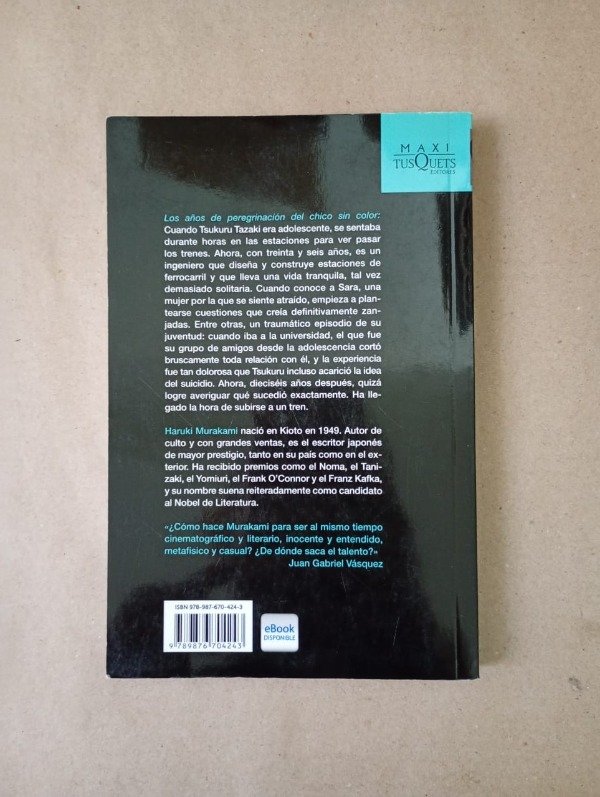 MAXI
TUSQUETS
EDITORES
Los años de peregrinación del chico sin color:
Cuando Tsukuru Tazaki era adolescente, se sentaba
durante horas en las estaciones para ver pasar
los trenes. Ahora, con treinta y seis años, es un
ingeniero que diseña y construye estaciones de
ferrocarril y que lleva una vida tranquila, tal vez
demasiado solitaria. Cuando conoce a Sara, una
mujer por la que se siente atraído, empieza a plan-
tearse cuestiones que creía definitivamente zan-
jadas. Entre otras, un traumático episodio de su
juventud: cuando iba a la universidad, el que fue
su grupo de amigos desde la adolescencia cortó
bruscamente toda relación con él, y la experiencia
fue tan dolorosa que Tsukuru incluso acarició la idea
del suicidio. Ahora, dieciséis años después, quizá
logre averiguar qué sucedió exactamente. Ha lle-
gado la hora de subirse a un tren.
Haruki Murakami nació en Kioto en 1949. Autor de
culto y con grandes ventas, es el escritor japonés
de mayor prestigio, tanto en su país como en el ex-
terior. Ha recibido premios como el Noma, el Tani-
zaki, el Yomiuri, el Frank O'Connor y el Franz Kafka,
y su nombre suena reiteradamente como candidato
al Nobel de Literatura.
«¿Cómo hace Murakami para ser al mismo tiempo
cinematográfico y literario, inocente y entendido,
metafísico y casual? ¿De dónde saca el talento?»
Juan Gabriel Vásquez
ISBN 978-987-670-424-3
9 789876 704243
eBook
DISPONIBLE